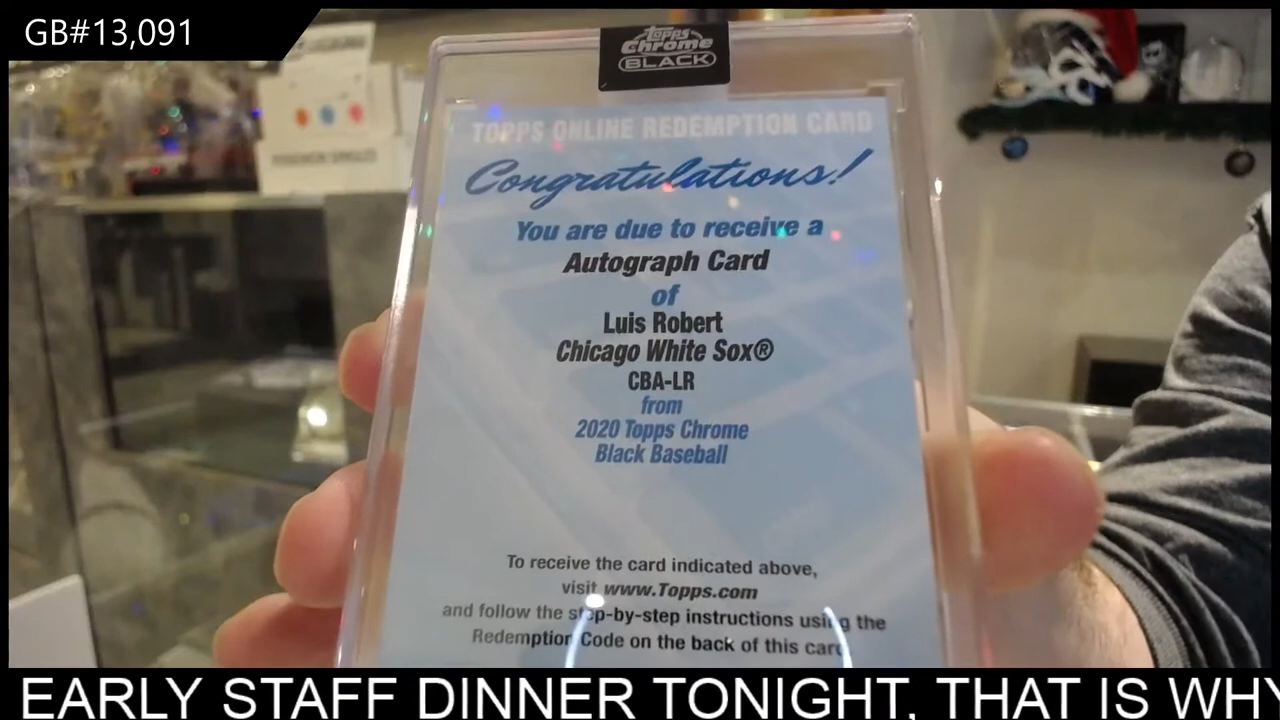 GB#13,091
Topps
Chrome
BLACK
TOPPS ONLINE REDEMPTION CARD
Congratulations!
You are due to receive a
Autograph Card
of
Luis Robert
Chicago White Sox®
CBA-LR
from
2020 Topps Chrome
Black Baseball
To receive the card indicated above,
visit www.Topps.com
and follow the step-by-step instructions using the
Redemption Code on the back of this card
EARLY STAFF DINNER TONIGHT, THAT IS WHY